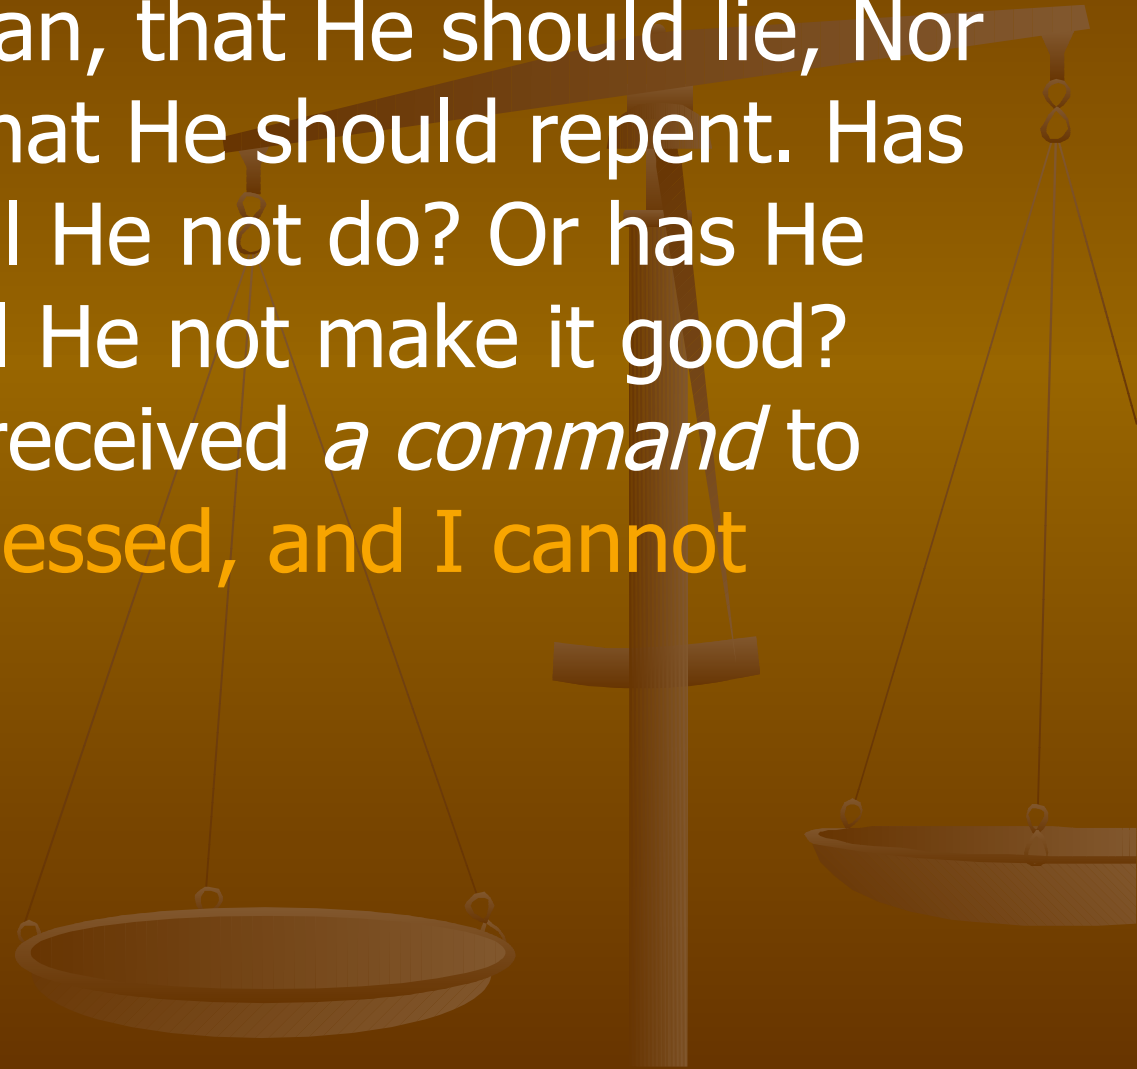 an, that He should lie, Nor
hat He should repent. Has
l He not do? Or has He
d He not make it good?
received a command to
essed, and I cannot